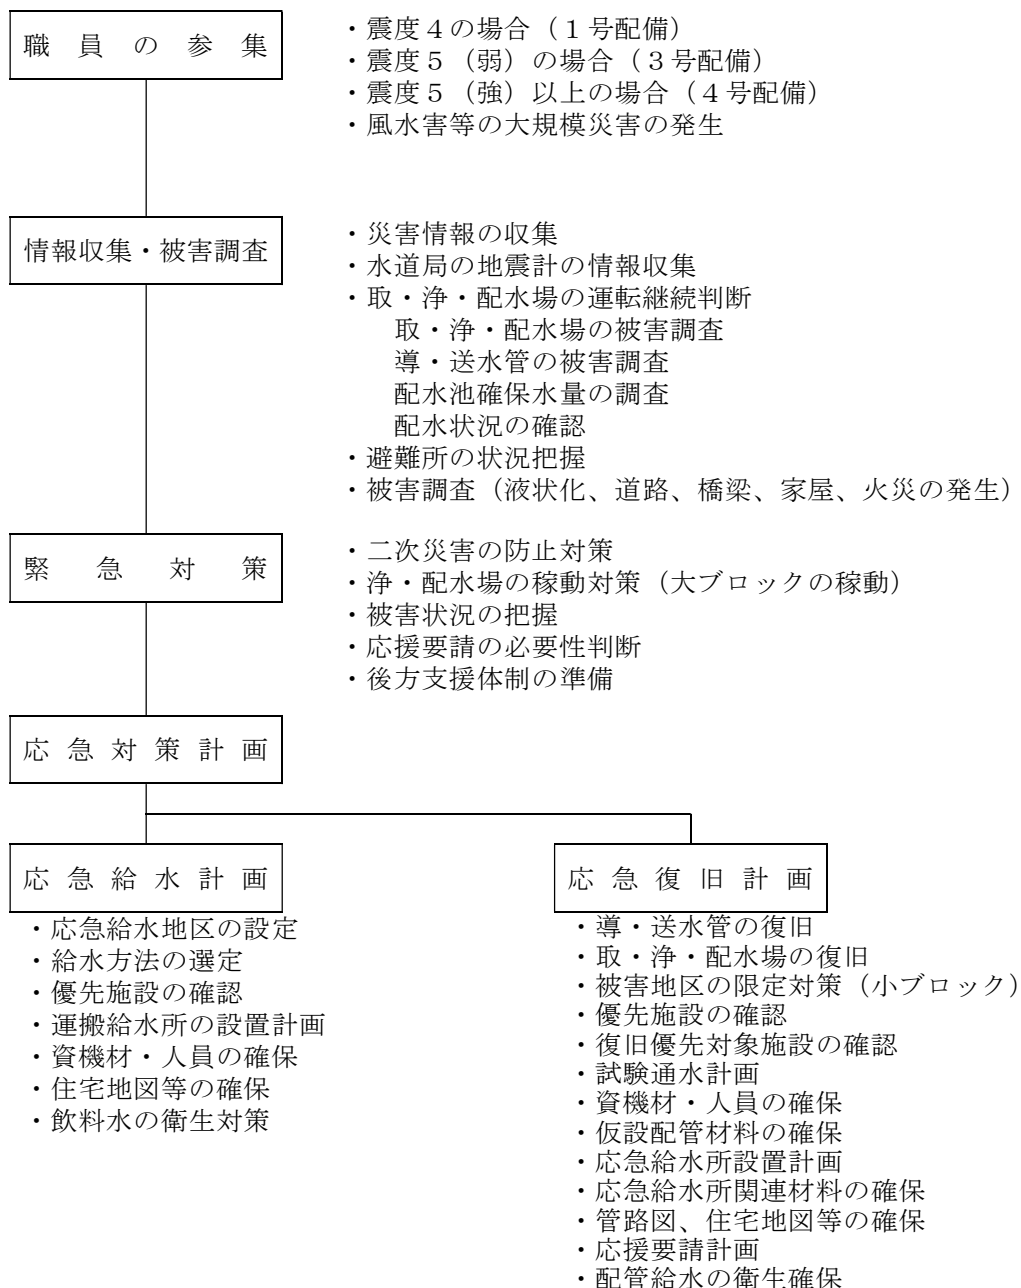 職員の参集
・震度４の場合（１号配備）
・震度５（弱）の場合（３号配備）
・震度５（強）以上の場合（４号配備）
・風水害等の大規模災害の発生
情報収集・被害調査
・災害情報の収集
・水道局の地震計の情報収集
・取・浄・配水場の運転継続判断
取・浄・配水場の被害調査
導・送水管の被害調査
配水池確保水量の調査
配水状況の確認
・避難所の状況把握
・被害調査（液状化、道路、橋梁、家屋、火災の発生）
緊急対策
・二次災害の防止対策
・浄・配水場の稼動対策（大ブロックの稼動）
・被害状況の把握
・応援要請の必要性判断
・後方支援体制の準備
応急対策計画
応急給水計画
・応急給水地区の設定
・給水方法の選定
・優先施設の確認
・運搬給水所の設置計画
・資機材・人員の確保
・住宅地図等の確保
・飲料水の衛生対策
応急復旧計画
・導・送水管の復旧
・取・浄・配水場の復旧
・被害地区の限定対策（小ブロック）
・優先施設の確認
・復旧優先対象施設の確認
・試験通水計画
・資機材・人員の確保
・仮設配管材料の確保
・応急給水所設置計画
・応急給水所関連材料の確保
・管路図、住宅地図等の確保
・応援要請計画
・配管給水の衛生確保